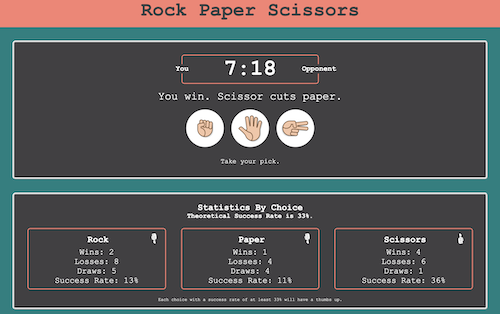 Rock Paper Scissors
You 7:18 Opponent
You win. Scissor cuts paper.
Take your pick.
Statistics By Choice
Theoretical Success Rate is 33%.
Rock
Wins: 2
Losses: 8
Draws: 5
Success Rate: 13%
Paper
Wins: 1
Losses: 4
Draws: 4
Success Rate: 11%
Scissors
Wins: 4
Losses: 6
Draws: 1
Success Rate: 36%
Each choice with a success rate of at least 33% will have a thumbs up.